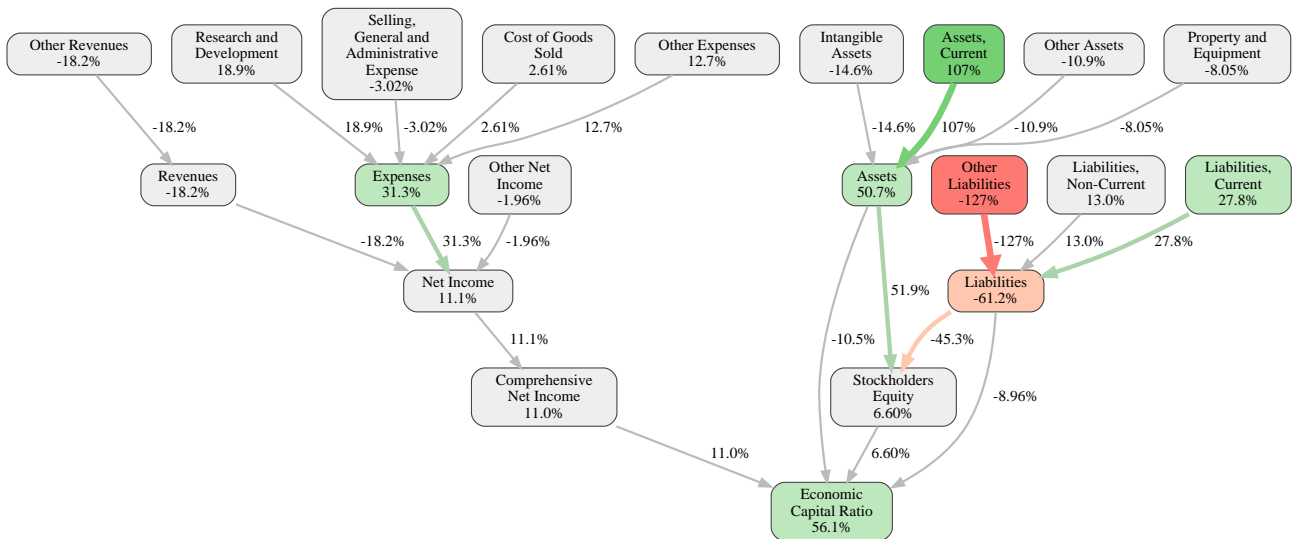 Other Revenues
-18.2%
Research and
Development
18.9%
Selling,
General and
Administrative
Expense
-3.02%
Cost of Goods
Sold
2.61%
Other Expenses
12.7%
Intangible
Assets
-14.6%
Assets,
Current
107%
Other Assets
-10.9%
Property and
Equipment
-8.05%
-18.2%
18.9%
-3.02%
2.61%
12.7%
-14.6%
107%
-10.9%
-8.05%
Revenues
-18.2%
Expenses
31.3%
Other Net
Income
-1.96%
Assets
50.7%
Other
Liabilities
-127%
Liabilities,
Non-Current
13.0%
Liabilities,
Current
27.8%
-18.2%
31.3%
-1.96%
-127%
13.0%
27.8%
Net Income
11.1%
51.9%
Liabilities
-61.2%
11.1%
-10.5%
-45.3%
Comprehensive
Net Income
11.0%
Stockholders
Equity
6.60%
-8.96%
11.0%
6.60%
Economic
Capital Ratio
56.1%